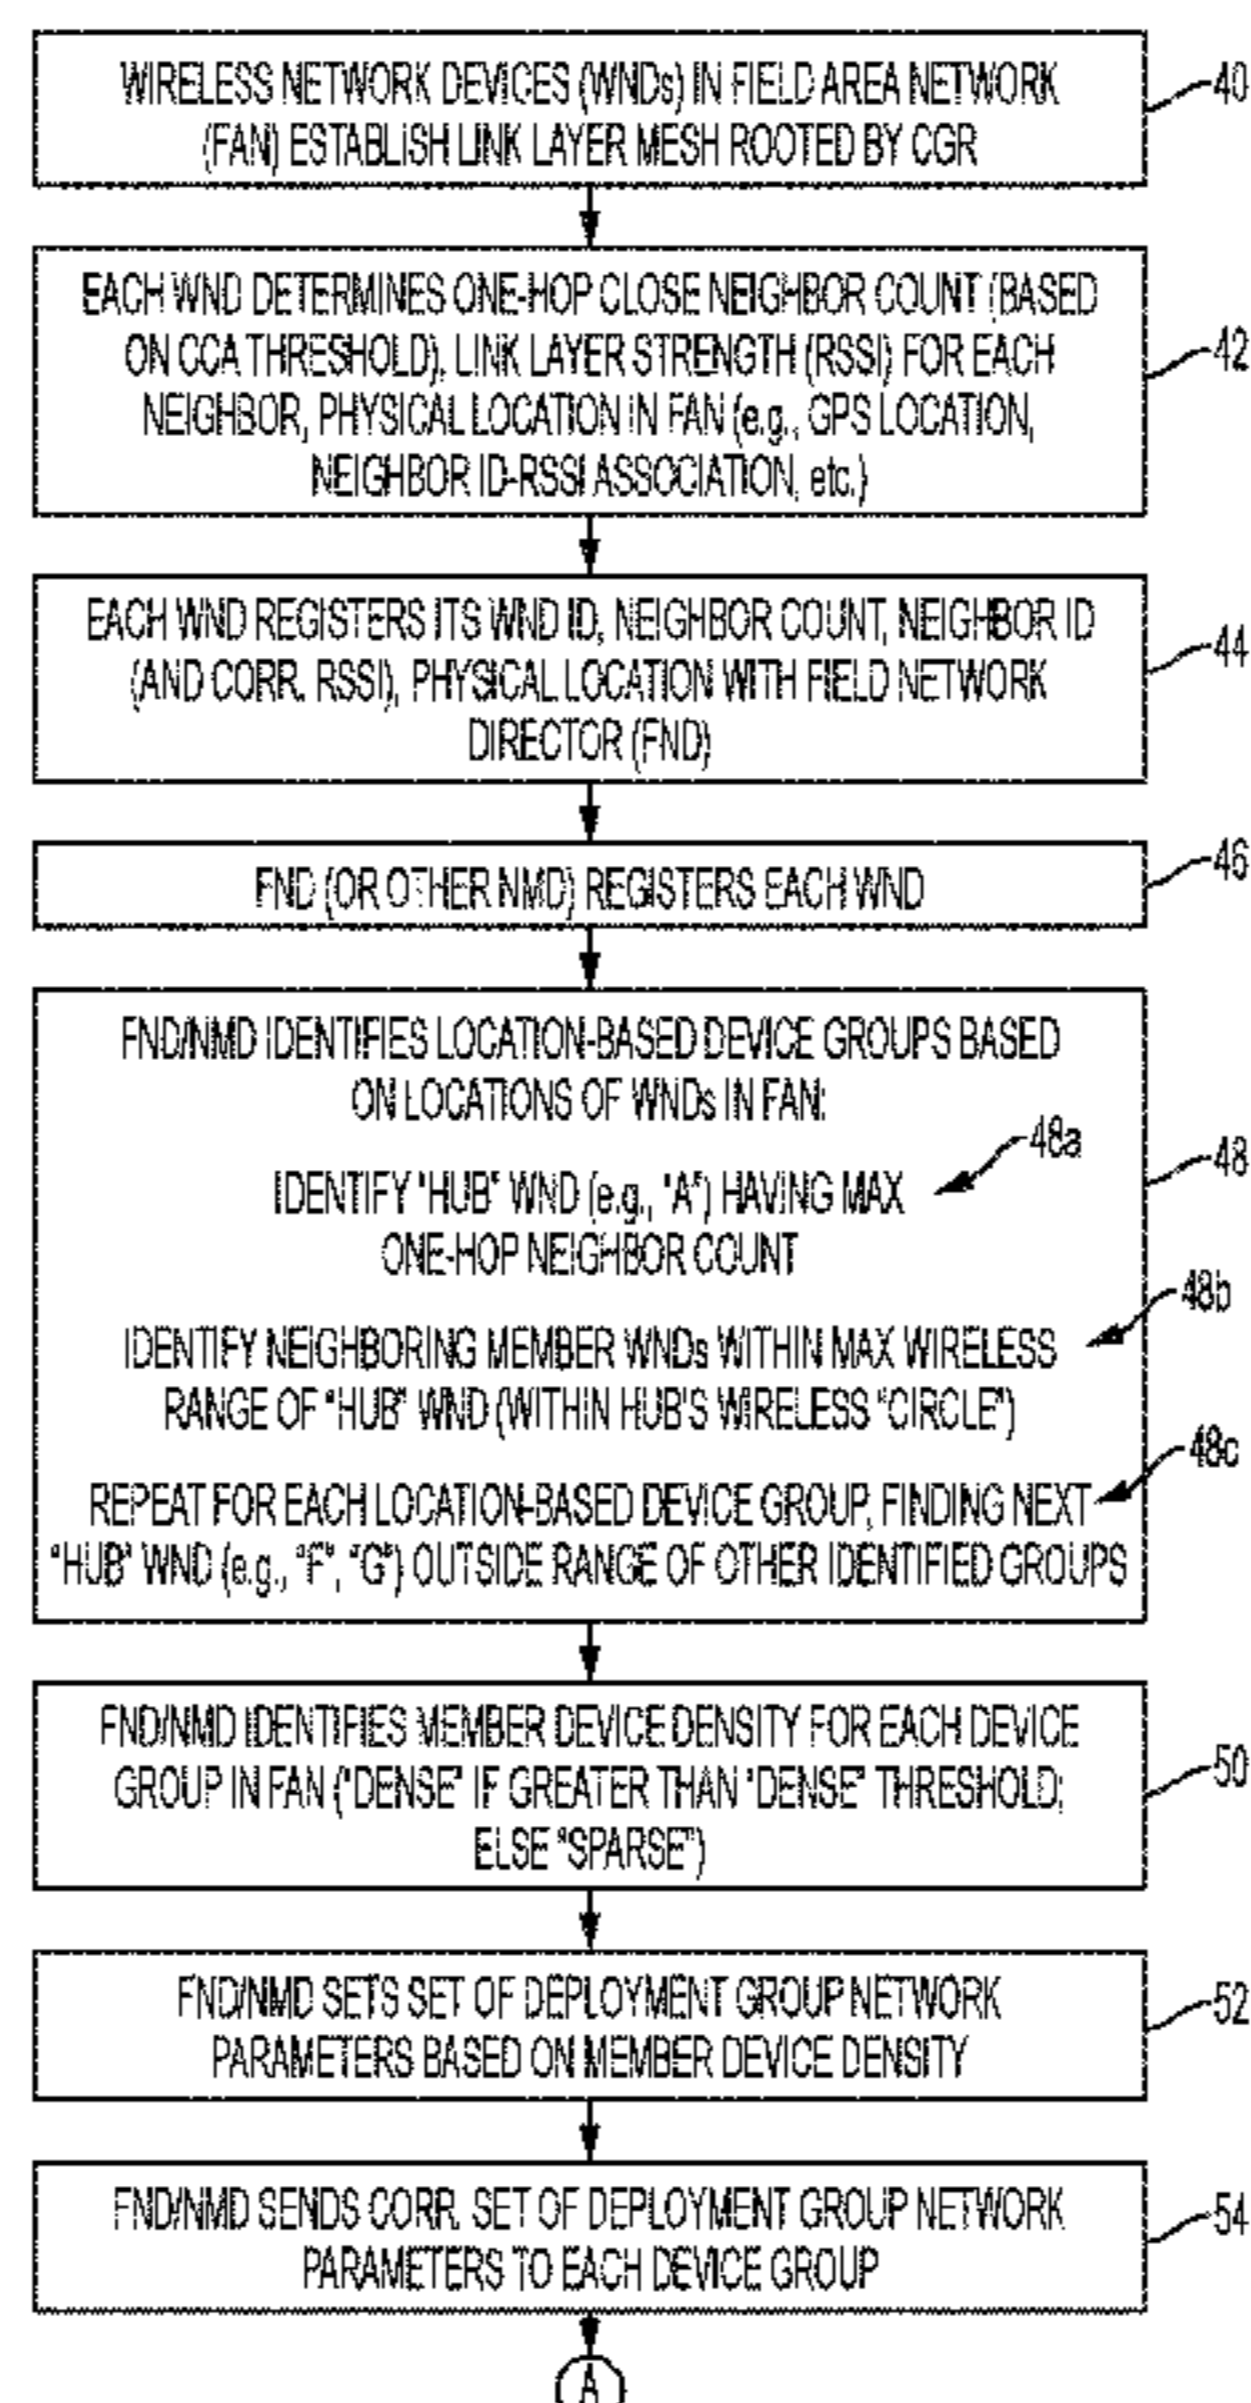 WIRELESS NETWORK DEVICES (WNDs) IN FIELD AREA NETWORK
(FAN) ESTABLISH LINK LAYER MESH ROOTED BY CGR
40
EACH WND DETERMINES ONE-HOP CLOSE NEIGHBOR COUNT (BASED
ON CCA THRESHOLD), LINK LAYER STRENGTH (RSSI) FOR EACH
NEIGHBOR, PHYSICAL LOCATION IN FAN (e.g., GPS LOCATION,
NEIGHBOR ID-RSSI ASSOCIATION, etc.)
42
EACH WND REGISTERS ITS WND ID, NEIGHBOR COUNT, NEIGHBOR ID
(AND CORR. RSSI), PHYSICAL LOCATION WITH FIELD NETWORK
DIRECTOR (FND)
44
FND (OR OTHER NMD) REGISTERS EACH WND
46
FND/NMD IDENTIFIES LOCATION-BASED DEVICE GROUPS BASED
ON LOCATIONS OF WNDs IN FAN:
48
48a
IDENTIFY "HUB" WND (e.g., "A") HAVING MAX
ONE-HOP NEIGHBOR COUNT
48b
IDENTIFY NEIGHBORING MEMBER WNDs WITHIN MAX WIRELESS
RANGE OF "HUB" WND (WITHIN HUB'S WIRELESS "CIRCLE")
48c
REPEAT FOR EACH LOCATION-BASED DEVICE GROUP, FINDING NEXT
"HUB" WND (e.g., "F", "G") OUTSIDE RANGE OF OTHER IDENTIFIED GROUPS
FND/NMD IDENTIFIES MEMBER DEVICE DENSITY FOR EACH DEVICE
GROUP IN FAN ("DENSE" IF GREATER THAN "DENSE" THRESHOLD;
ELSE "SPARSE")
50
FND/NMD SETS SET OF DEPLOYMENT GROUP NETWORK
PARAMETERS BASED ON MEMBER DEVICE DENSITY
52
FND/NMD SENDS CORR. SET OF DEPLOYMENT GROUP NETWORK
PARAMETERS TO EACH DEVICE GROUP
54
A